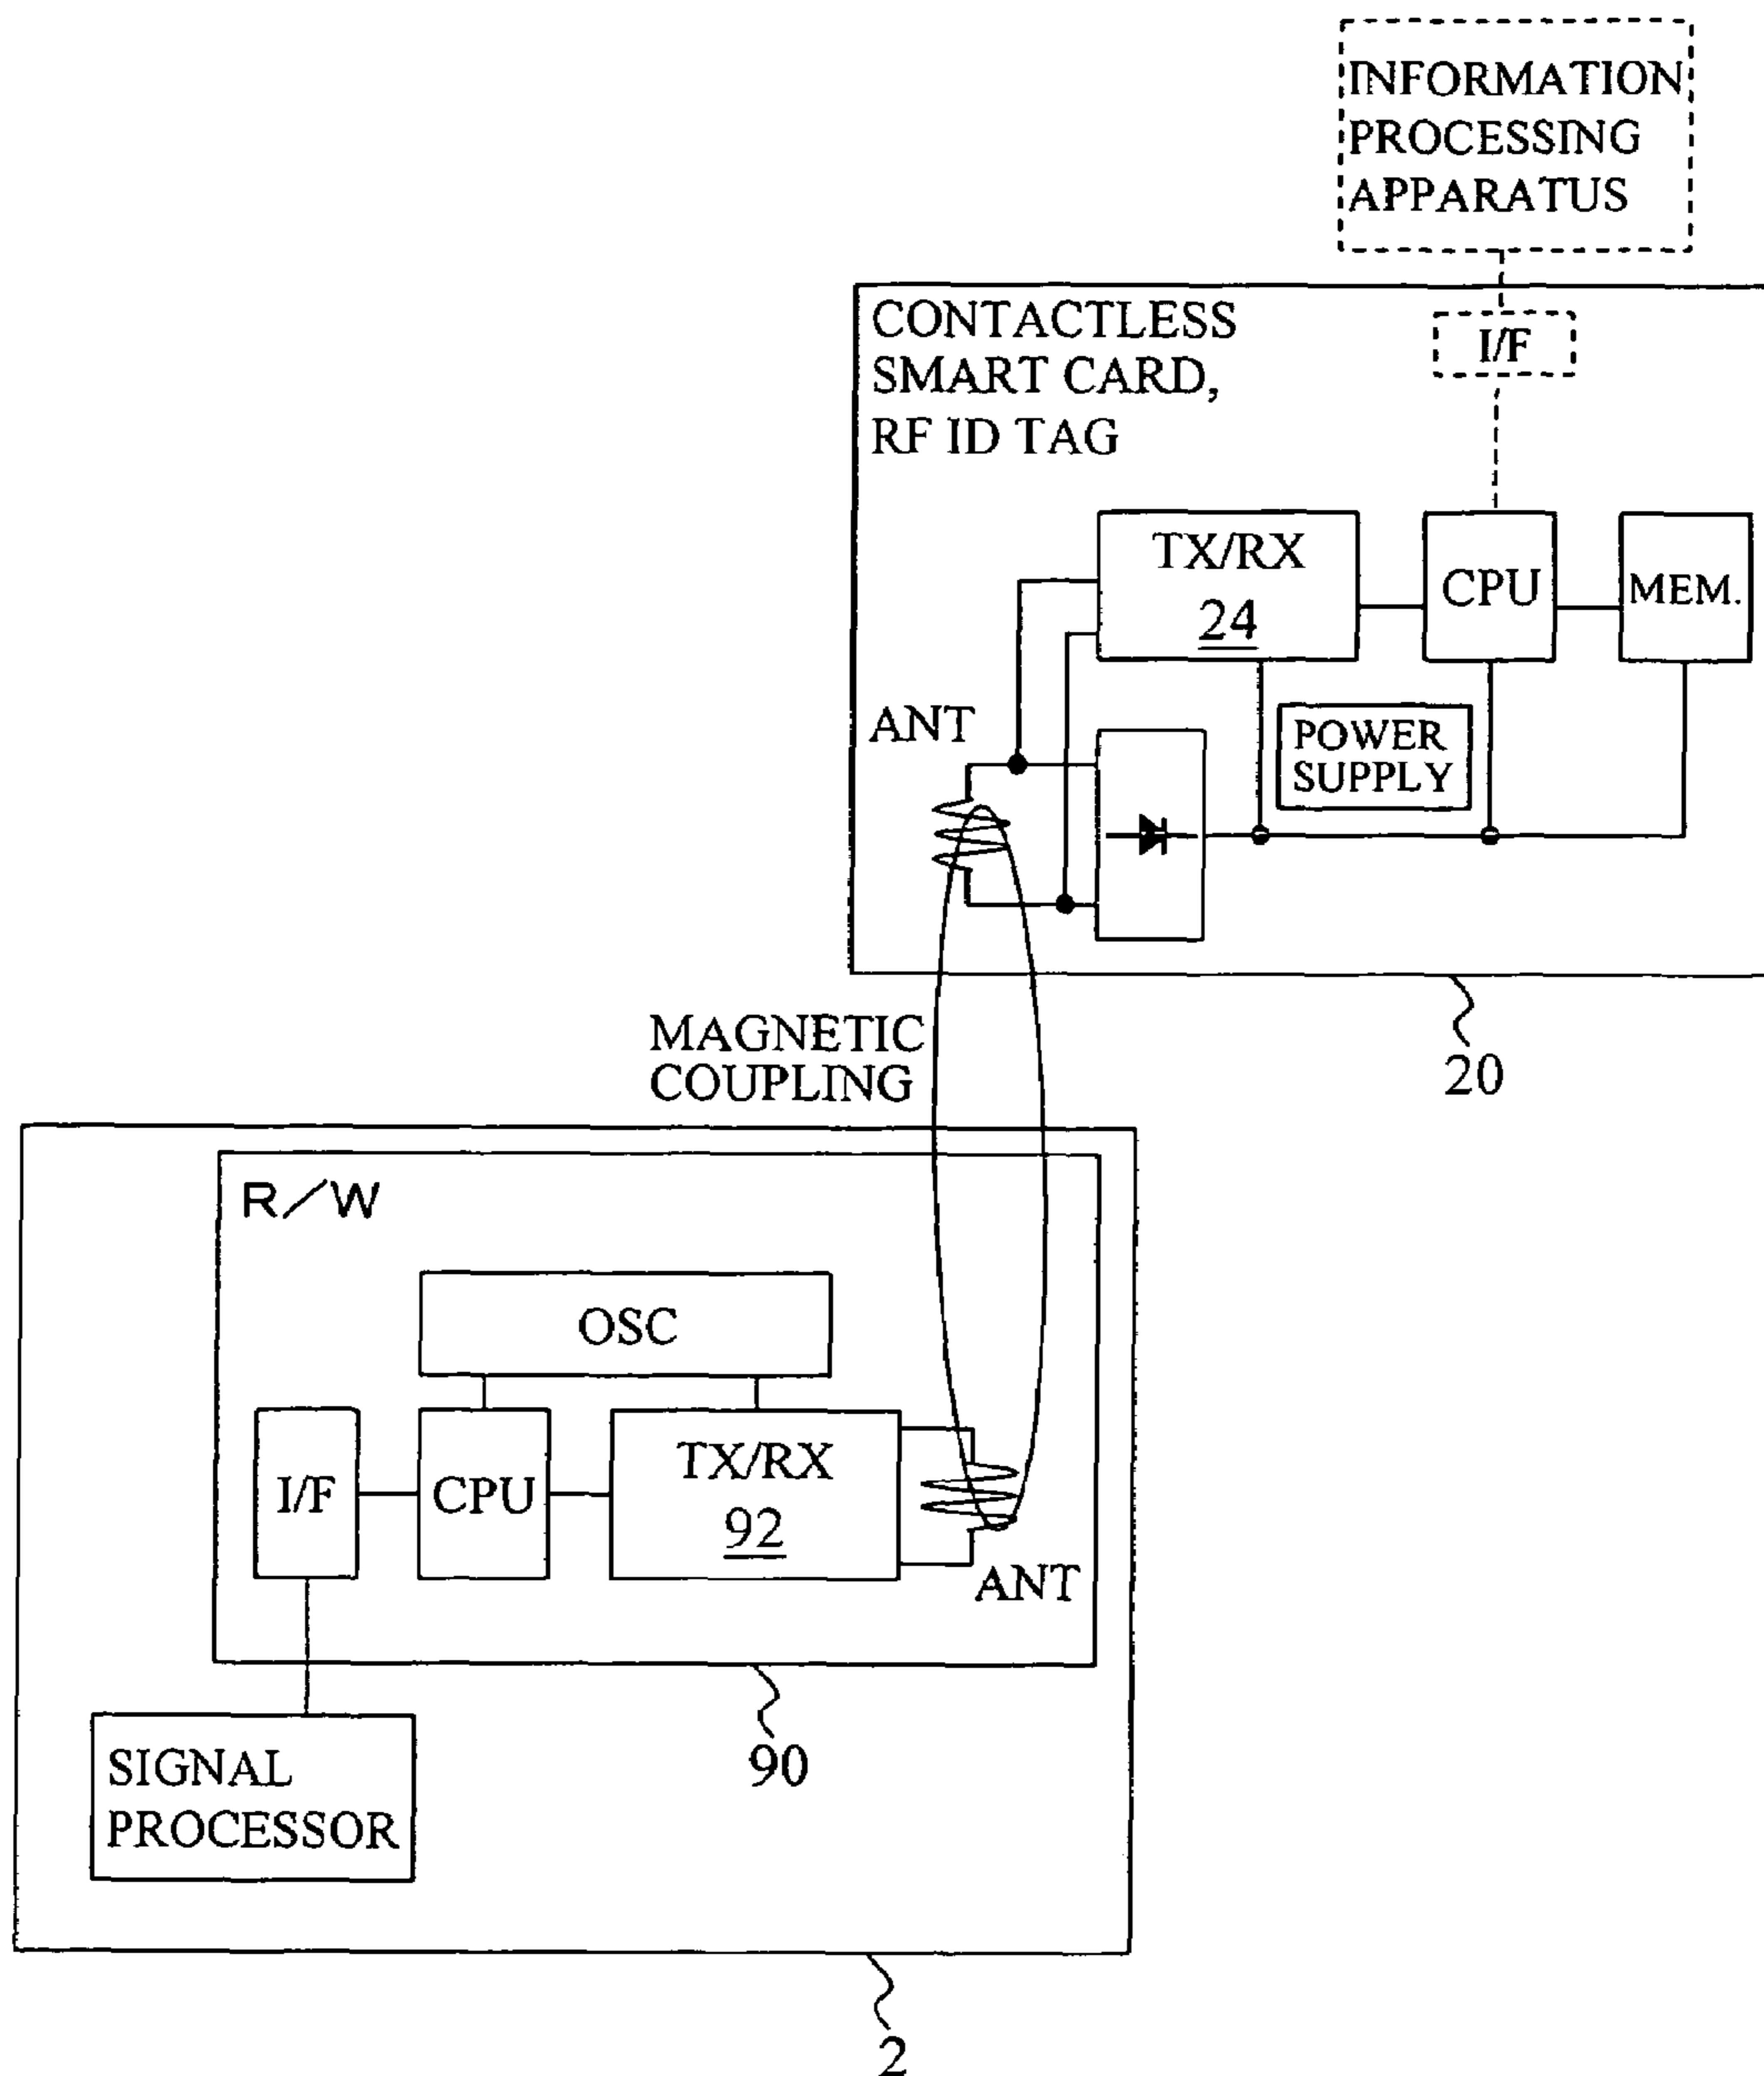 INFORMATION
PROCESSING
APPARATUS
CONTACTLESS
SMART CARD,
RF ID TAG
I/F
TX/RX
24
CPU
MEM.
ANT
POWER
SUPPLY
20
MAGNETIC
COUPLING
R/W
OSC
I/F
CPU
TX/RX
92
ANT
90
SIGNAL
PROCESSOR
2